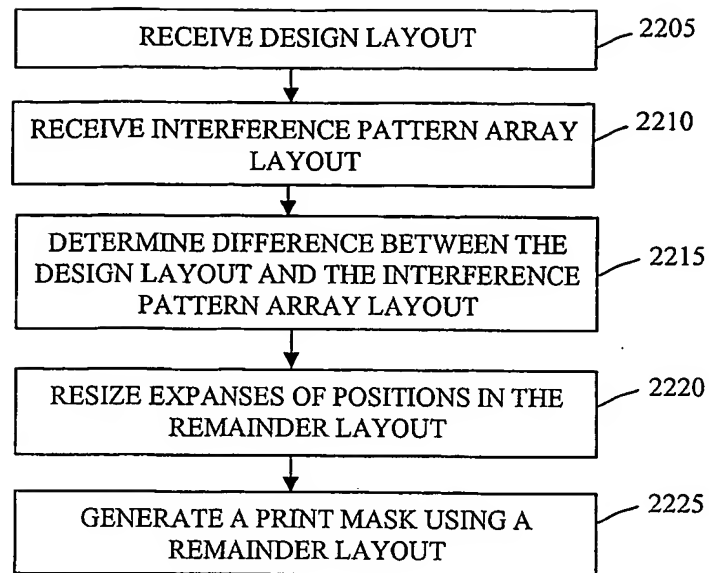 RECEIVE DESIGN LAYOUT
2205
RECEIVE INTERFERENCE PATTERN ARRAY
LAYOUT
2210
DETERMINE DIFFERENCE BETWEEN THE
DESIGN LAYOUT AND THE INTERFERENCE
PATTERN ARRAY LAYOUT
2215
RESIZE EXPANSES OF POSITIONS IN THE
REMAINDER LAYOUT
2220
GENERATE A PRINT MASK USING A
REMAINDER LAYOUT
2225